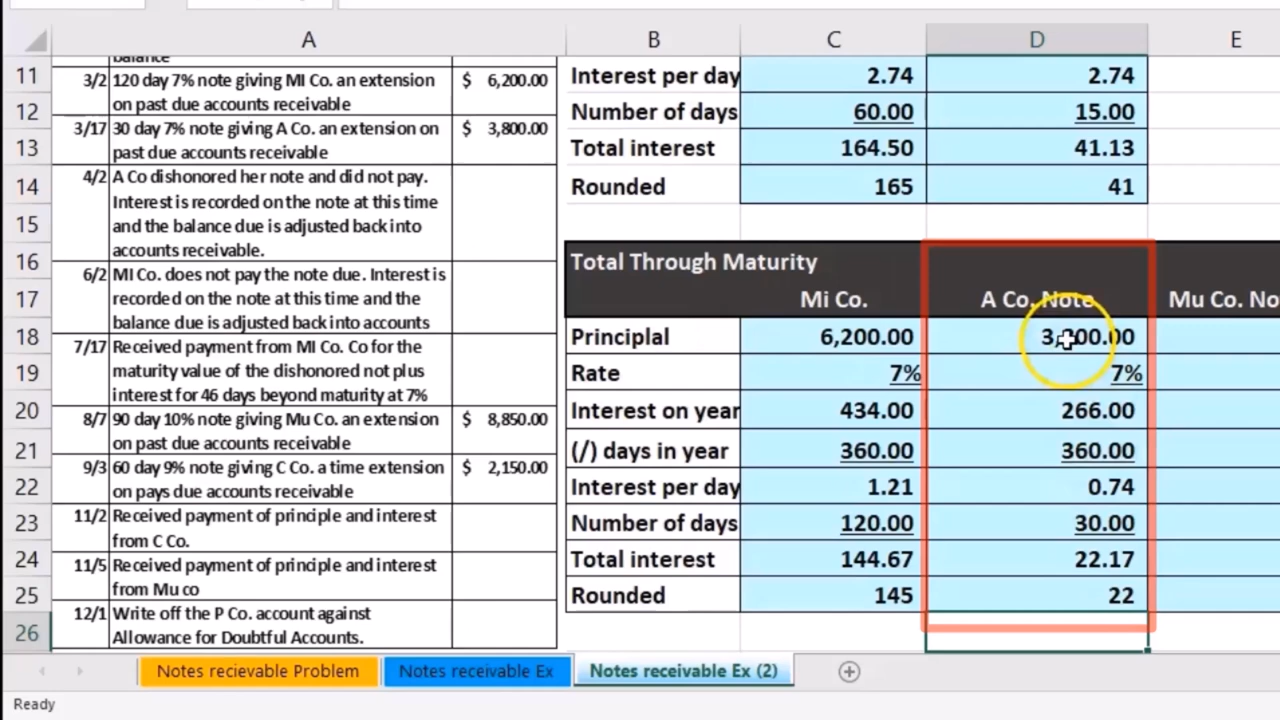 A B C D E
balance
11 12 13 14 15 16 17 18 19 20 21 22 23 24 25 26
3/2 120 day 7% note giving MI Co. an extension $ 6,200.00
on past due accounts receivable
3/17 30 day 7% note giving A Co. an extension on $ 3,800.00
past due accounts receivable
4/2 A Co dishonored her note and did not pay.
Interest is recorded on the note at this time
and the balance due is adjusted back into
accounts receivable.
6/2 MI Co. does not pay the note due. Interest is
recorded on the note at this time and the
balance due is adjusted back into accounts
7/17 Received payment from MI Co. Co for the
maturity value of the dishonored not plus
interest for 46 days beyond maturity at 7%
8/7 90 day 10% note giving Mu Co. an extension $ 8,850.00
on past due accounts receivable
9/3 60 day 9% note giving C Co. a time extension $ 2,150.00
on pays due accounts receivable
11/2 Received payment of principle and interest
from C Co.
11/5 Received payment of principle and interest
from Mu co
12/1 Write off the P Co. account against
Allowance for Doubtful Accounts.
Interest per day 2.74 2.74
Number of days 60.00 15.00
Total interest 164.50 41.13
Rounded 165 41
Total Through Maturity
Mi Co. A Co. Note Mu Co. No
Principlal 6,200.00
Rate 7% 7%
Interest on year 434.00 266.00
(/) days in year 360.00 360.00
Interest per day 1.21 0.74
Number of days 120.00 30.00
Total interest 144.67 22.17
Rounded 145 22
Notes recievable Problem Notes receivable Ex Notes receivable Ex (2)
Ready